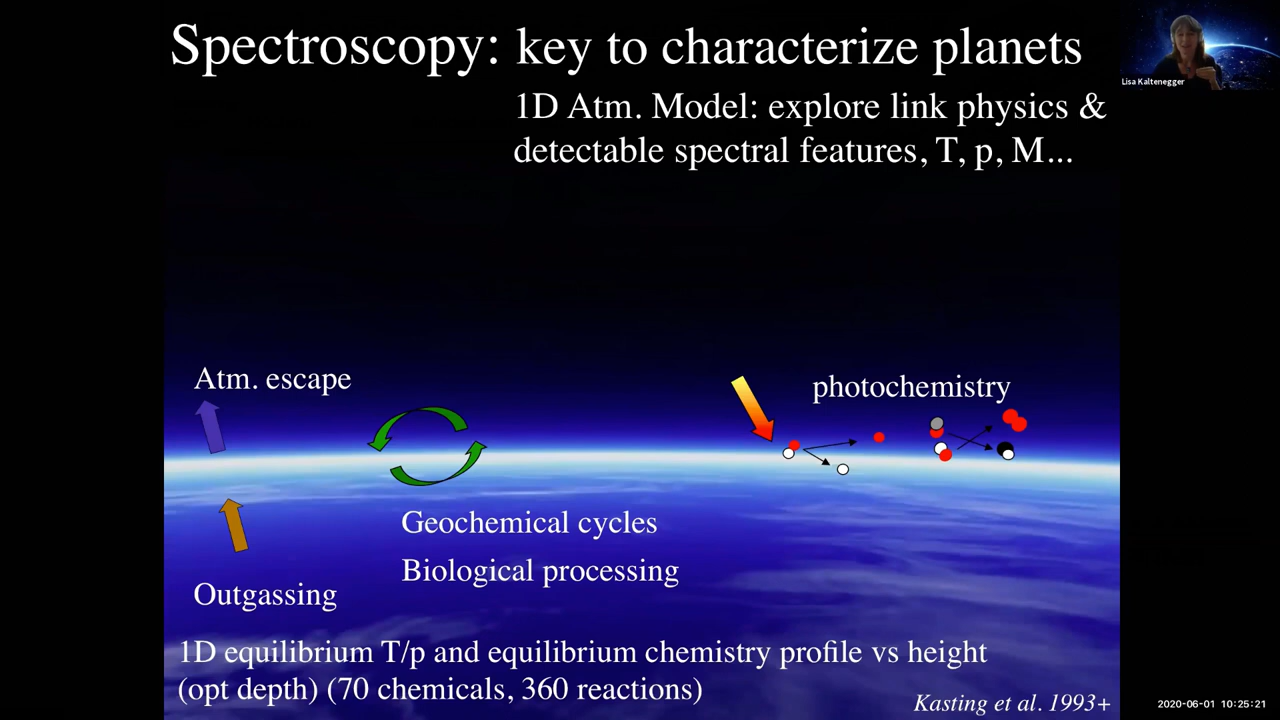 Spectroscopy: key to characterize planets
Lisa Kaltenegger
1D Atm. Model: explore link physics &
detectable spectral features, T, p, M...
Atm. escape
photochemistry
Geochemical cycles
Biological processing
Outgassing
1D equilibrium T/p and equilibrium chemistry profile vs height
(opt depth) (70 chemicals, 360 reactions)
Kasting et al. 1993+
2020-06-01 10:25:21